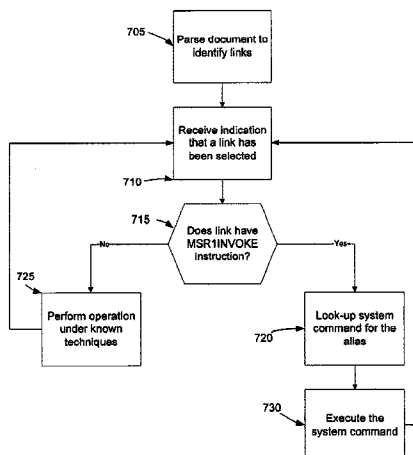 705
Parse document to
identify links
Receive indication
that a link has
been selected
710
715
Does link have
MSR1INVOKE
instruction?
No
Yes
725
Perform operation
under known
techniques
Look-up system
command for the
alias
720
730
Execute the
system command